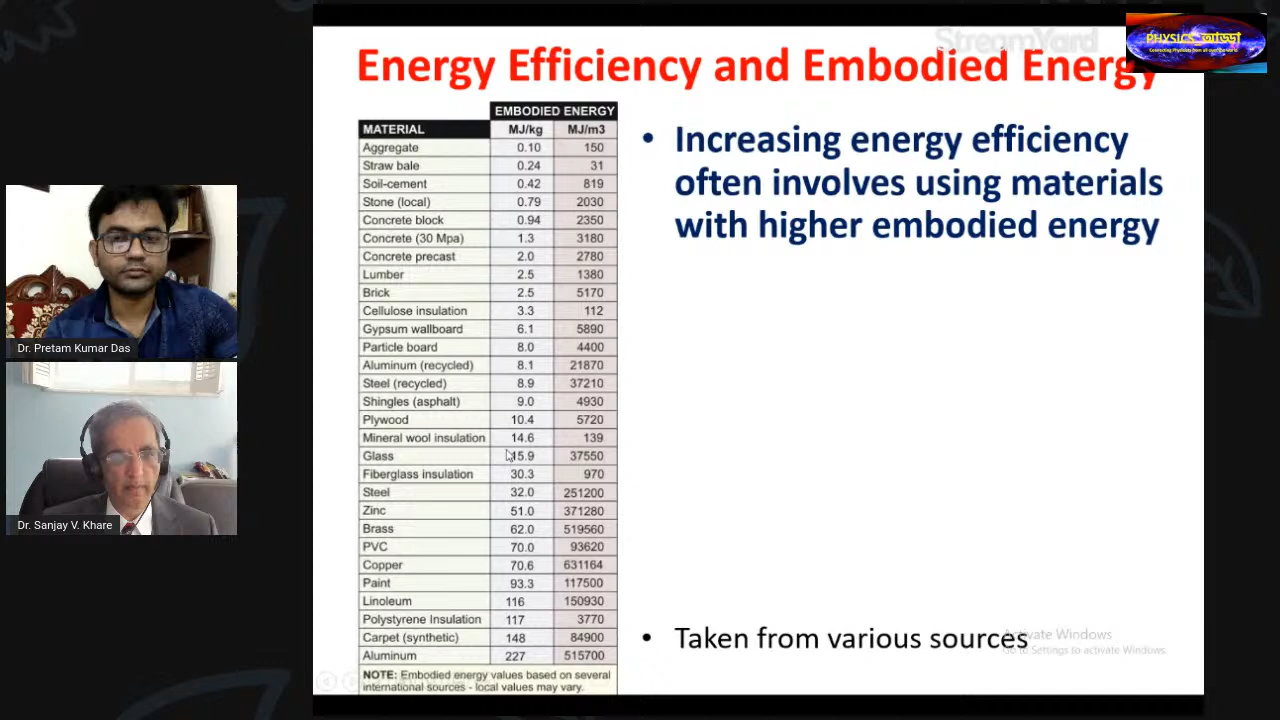 StreamYard
PHYSICS_আড্ডা
Connecting Physicists from all over the world
Energy Efficiency and Embodied Energy
EMBODIED ENERGY
MATERIAL MJ/kg MJ/m3
Aggregate 0.10 150
Straw bale 0.24 31
Soil-cement 0.42 819
Stone (local) 0.79 2030
Concrete block 0.94 2350
Concrete (30 Mpa) 1.3 3180
Concrete precast 2.0 2780
Lumber 2.5 1380
Brick 2.5 5170
Cellulose insulation 3.3 112
Gypsum wallboard 6.1 5890
Particle board 8.0 4400
Aluminum (recycled) 8.1 21870
Steel (recycled) 8.9 37210
Shingles (asphalt) 9.0 4930
Plywood 10.4 5720
Mineral wool insulation 14.6 139
Glass 15.9 37550
Fiberglass insulation 30.3 970
Steel 32.0 251200
Zinc 51.0 371280
Brass 62.0 519560
PVC 70.0 93620
Copper 70.6 631164
Paint 93.3 117500
Linoleum 116 150930
Polystyrene Insulation 117 3770
Carpet (synthetic) 148 84900
Aluminum 227 515700
NOTE: Embodied energy values based on several
international sources - local values may vary.
• Increasing energy efficiency
often involves using materials
with higher embodied energy
• Taken from various sources
Activate Windows
Go to Settings to activate Windows.
Dr. Pretam Kumar Das
Dr. Sanjay V. Khare